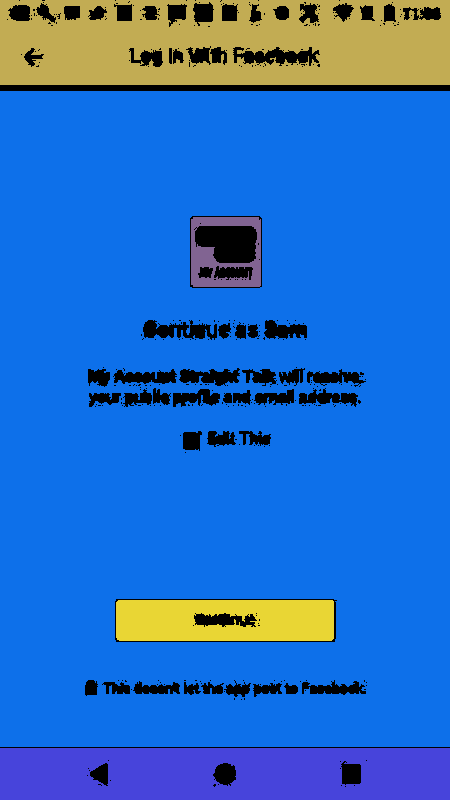 11:06
Log In With Facebook
MY ACCOUNT
Continue as Sam
My Account Straight Talk will receive:
your public profile and email address.
Edit This
Continue
This doesn't let the app post to Facebook